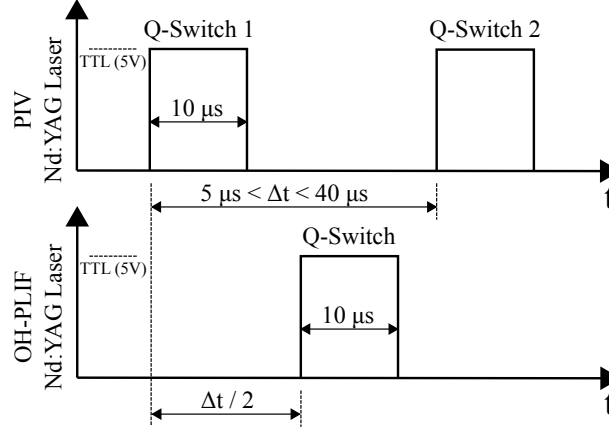 Q-Switch 1
Q-Switch 2
TTL (5V)
10 μs
PIV
Nd:YAG Laser
t
5 μs < Δt < 40 μs
Q-Switch
TTL (5V)
10 μs
OH-PLIF
Nd:YAG Laser
t
Δt / 2